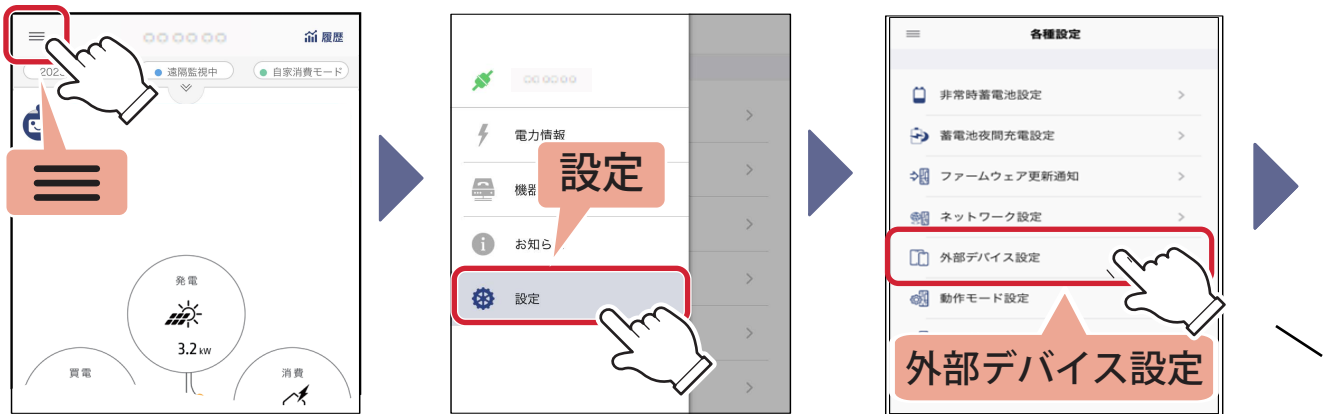 ○○○○○○
履歴
2023
遠隔監視中
自家消費モード
発電
3.2 kW
買電
消費
○○○○○○
電力情報
機器
お知ら
設定
設定
各種設定
非常時蓄電池設定
蓄電池夜間充電設定
ファームウェア更新通知
ネットワーク設定
外部デバイス設定
動作モード設定
外部デバイス設定